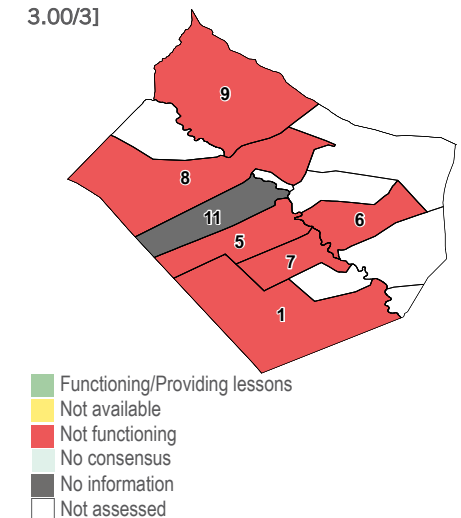 3.00/3]
9
8
11
6
5
7
1
Functioning/Providing lessons
Not available
Not functioning
No consensus
No information
Not assessed